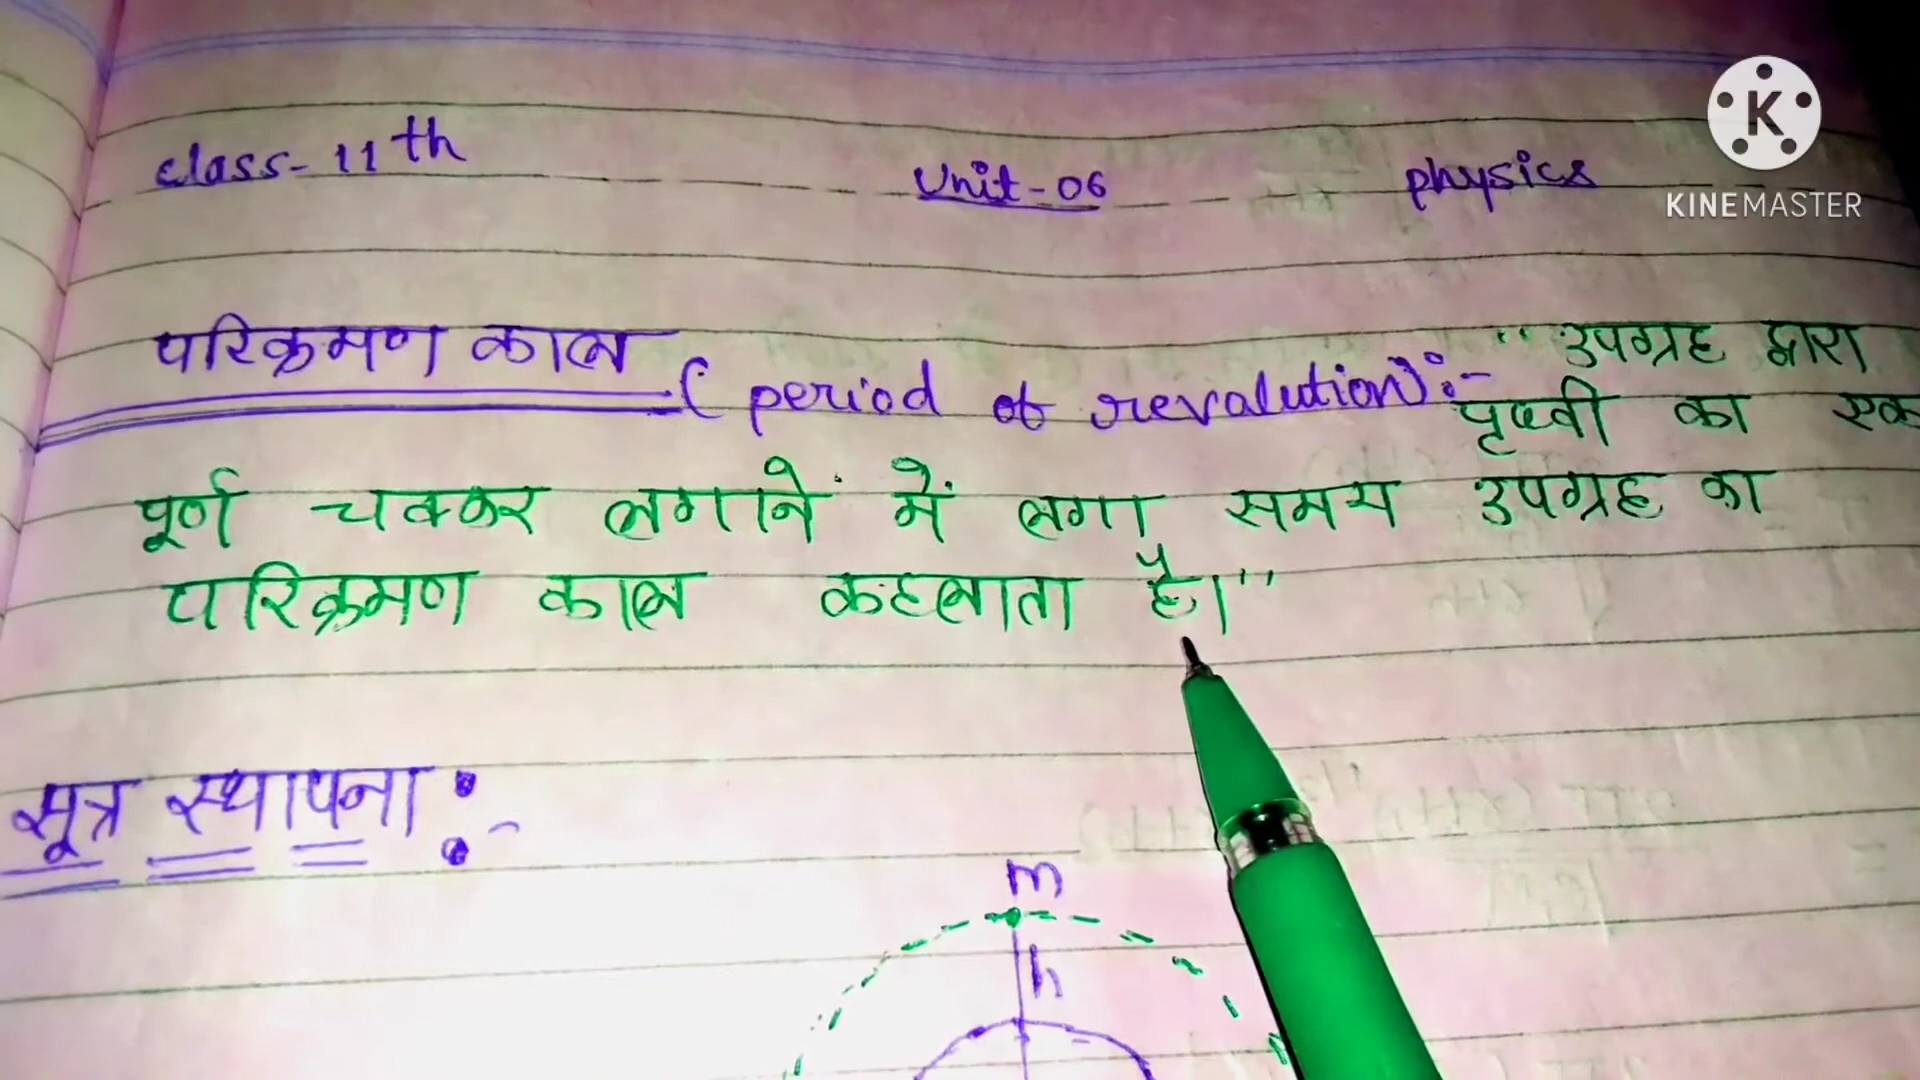 class-11th Unit-06 physics
K
KINEMASTER
परिक्रमण काल (period of revalution):- "उपग्रह द्वारा
पृथ्वी का एक
पूर्ण चक्कर लगाने में लगा समय उपग्रह का
परिक्रमण काल कहलाता है।"
सूत्र स्थापना :-
m
h